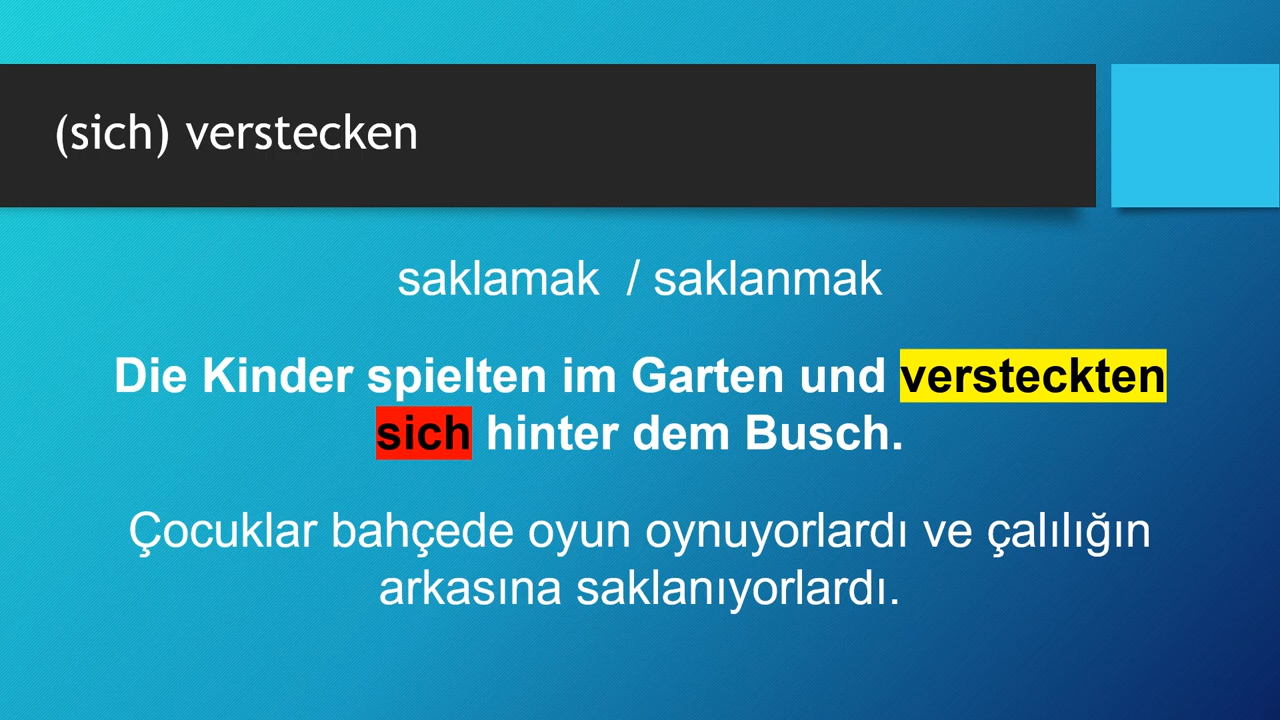 (sich) verstecken
saklamak / saklanmak
Die Kinder spielten im Garten und versteckten
sich hinter dem Busch.
Çocuklar bahçede oyun oynuyorlardı ve çalılığın
arkasına saklanıyorlardı.